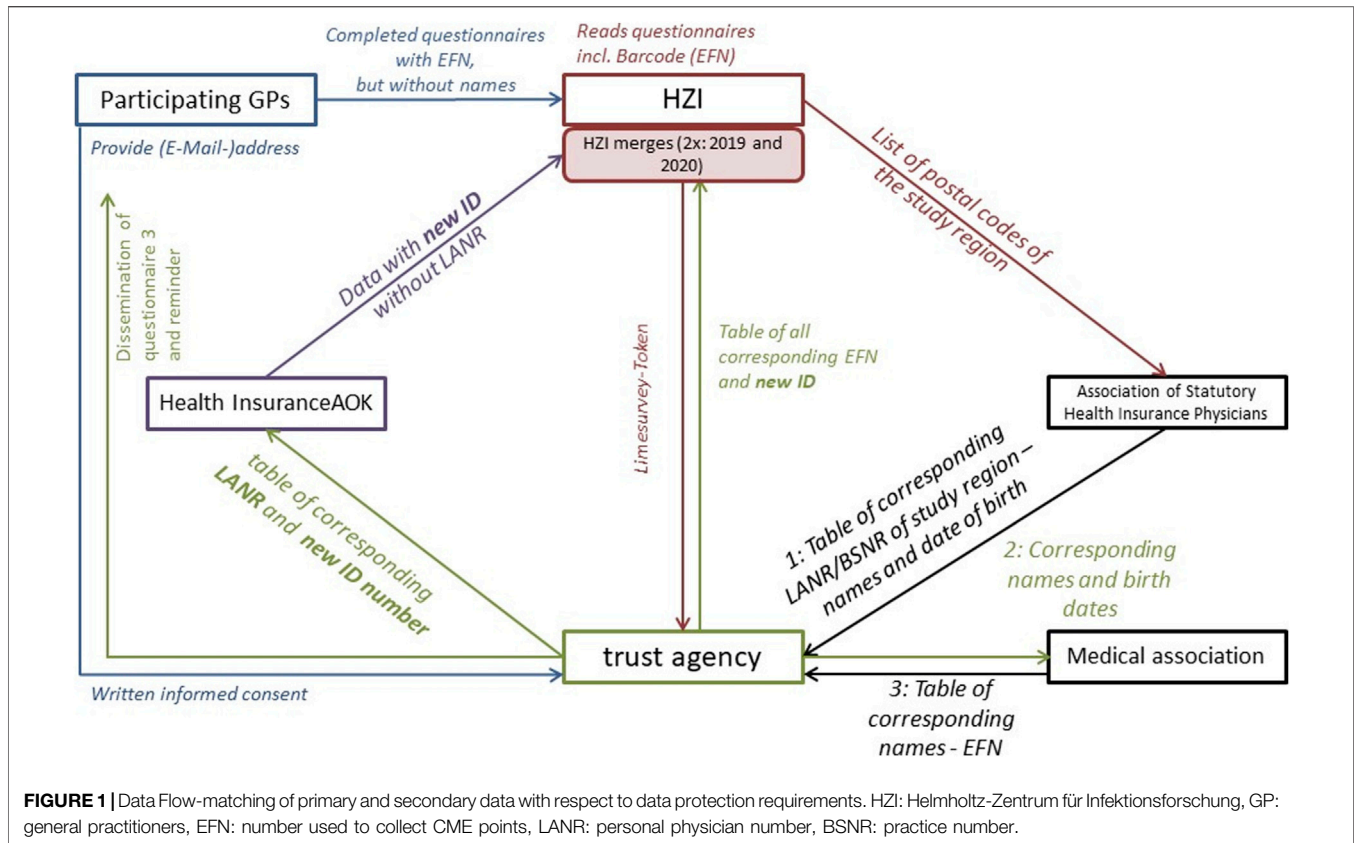 Completed questionnaires
with EFN,
but without names
Reads questionnaires
incl. Barcode (EFN)
Participating GPs
HZI
Provide (E-Mail-)address
HZI merges (2x: 2019 and
2020)
List of postal codes of
the study region
Dissemination of
questionnaire 3
and reminder
Data with new ID
without LANR
Limesurvey-Token
Table of all
corresponding EFN
and new ID
Health InsuranceAOK
Association of Statutory
Health Insurance Physicians
table of corresponding
LANR and new ID number
1: Table of corresponding
LANR/BSNR of study region –
names and date of birth
2: Corresponding
names and birth
dates
trust agency
Medical association
Written informed consent
3: Table of
corresponding
names - EFN
FIGURE 1 | Data Flow-matching of primary and secondary data with respect to data protection requirements. HZI: Helmholtz-Zentrum für Infektionsforschung, GP:
general practitioners, EFN: number used to collect CME points, LANR: personal physician number, BSNR: practice number.